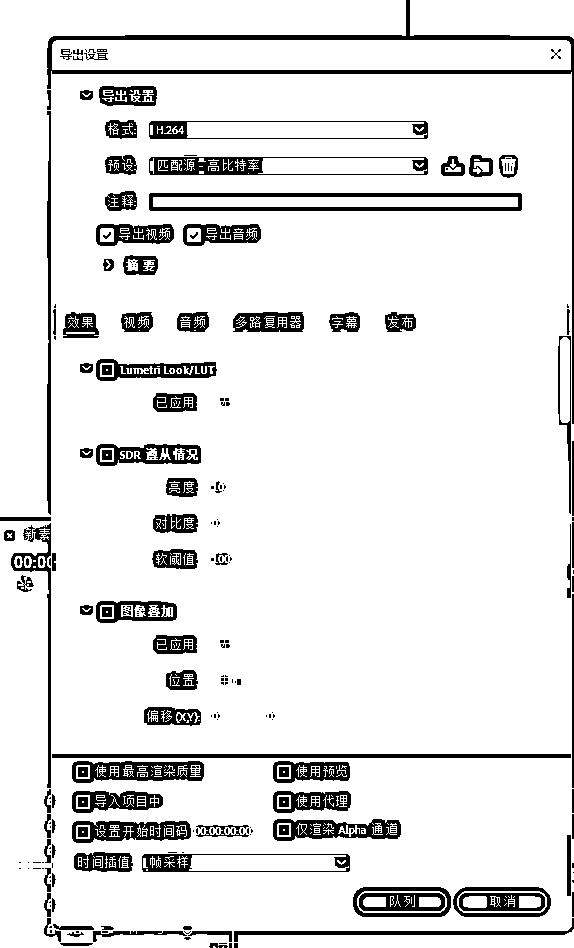 导出设置
导出设置
格式: H.264
预设: 匹配源 - 高比特率
注释:
导出视频 导出音频
摘要
效果 视频 音频 多路复用器 字幕 发布
Lumetri Look/LUT
已应用
SDR 遵从情况
亮度
对比度
软阈值
00:00
图像叠加
已应用
位置
偏移 (X,Y):
使用最高渲染质量 使用预览
导入项目中 使用代理
设置开始时间码 00:00:00:00 仅渲染 Alpha 通道
时间插值: 帧采样
队列 取消